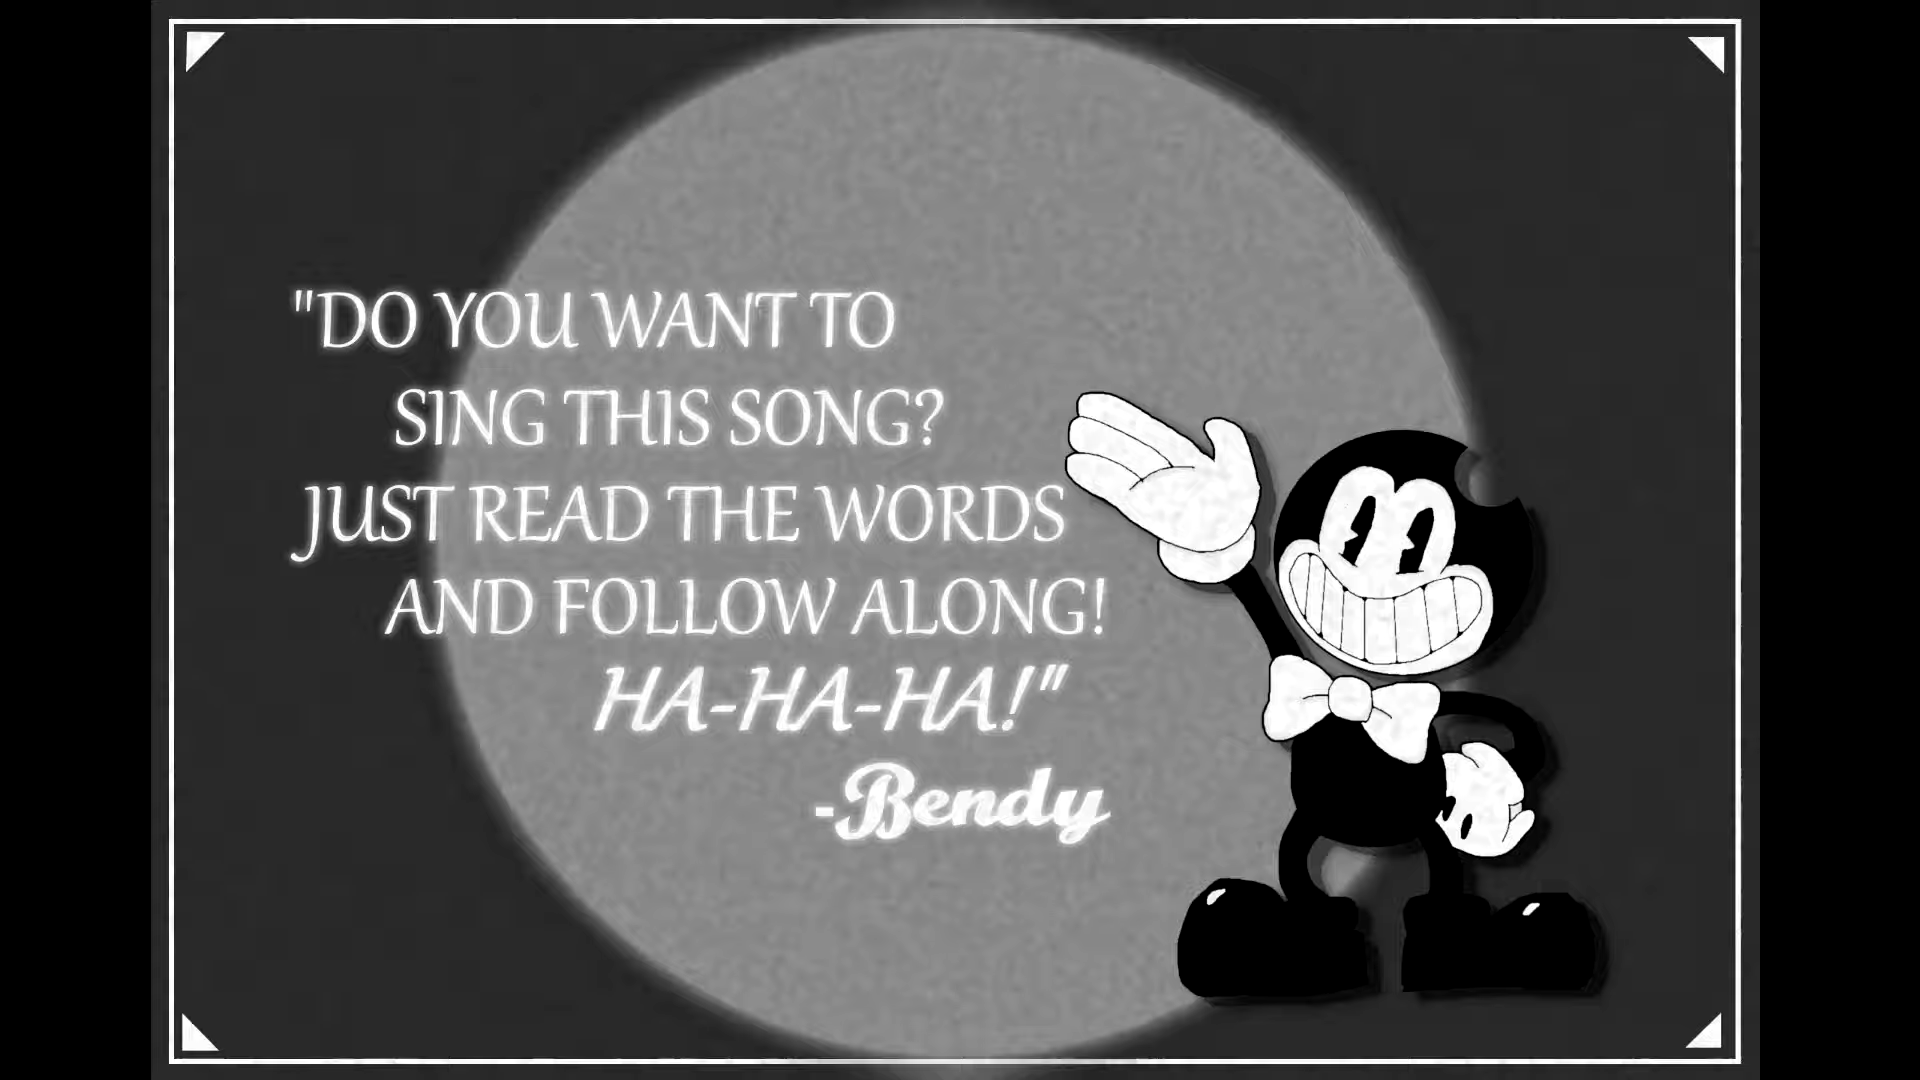 "DO YOU WANT TO
SING THIS SONG?
JUST READ THE WORDS
AND FOLLOW ALONG!
HA-HA-HA!"
-Bendy